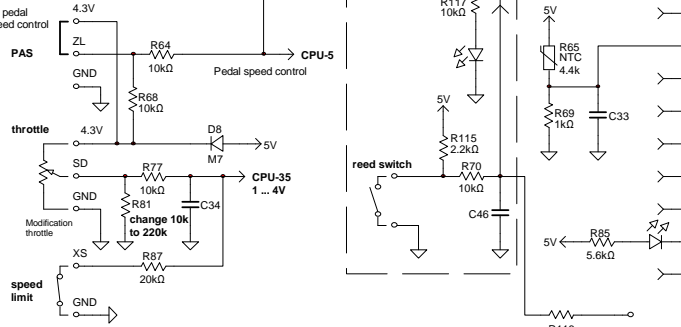 pedal
speed control
4.3V
PAS
ZL
R64
10kΩ
CPU-5
Pedal speed control
GND
R68
10kΩ
throttle
4.3V
D8
M7
5V
SD
R77
10kΩ
CPU-35
1 ... 4V
GND
R81
change 10k
to 220k
C34
Modification
throttle
XS
R87
20kΩ
speed
limit
GND
R117
10kΩ
5V
R115
2.2kΩ
reed switch
R70
10kΩ
C46
5V
R65
NTC
4.4k
R69
1kΩ
C33
5V
R85
5.6kΩ